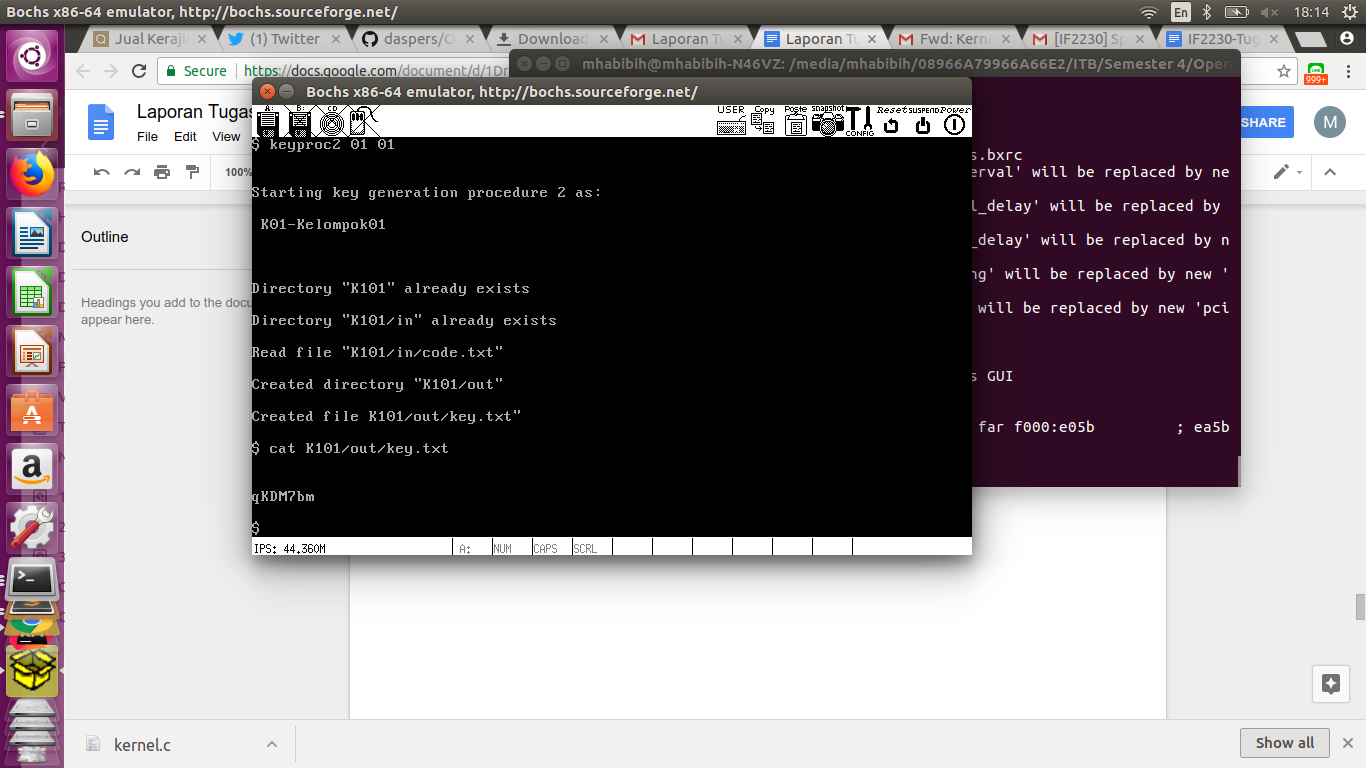 Bochs x86-64 emulator, http://bochs.sourceforge.net/
En
18:14
Jual Keraji
(1) Twitter
daspers/O
Download
Laporan Tu
Laporan Tu
Fwd: Kerne
[IF2230] Sp
IF2230-Tug
Secure
https://docs.google.com/document/d/1Dr
mhabibih@mhabibih-N46VZ: /media/mhabibih/08966A79966A66E2/ITB/Semester 4/Oper
999+
Laporan Tugas
File Edit View
SHARE
M
100%
Bochs x86-64 emulator, http://bochs.sourceforge.net/
A: B: CD
USER Copy Paste snapshot CONFIG Reset SUSPEND Power
$ keyproc2 01 01
Starting key generation procedure 2 as:
K01-Kelompok01
Directory "K101" already exists
Directory "K101/in" already exists
Read file "K101/in/code.txt"
Created directory "K101/out"
Created file K101/out/key.txt"
$ cat K101/out/key.txt
qKDM7bm
$
IPS: 44.360M A: NUM CAPS SCRL
s.bxrc
erval' will be replaced by ne
l_delay' will be replaced by
_delay' will be replaced by n
ng' will be replaced by new '
will be replaced by new 'pci
s GUI
far f000:e05b ; ea5b
Outline
Headings you add to the docu
appear here.
kernel.c
Show all